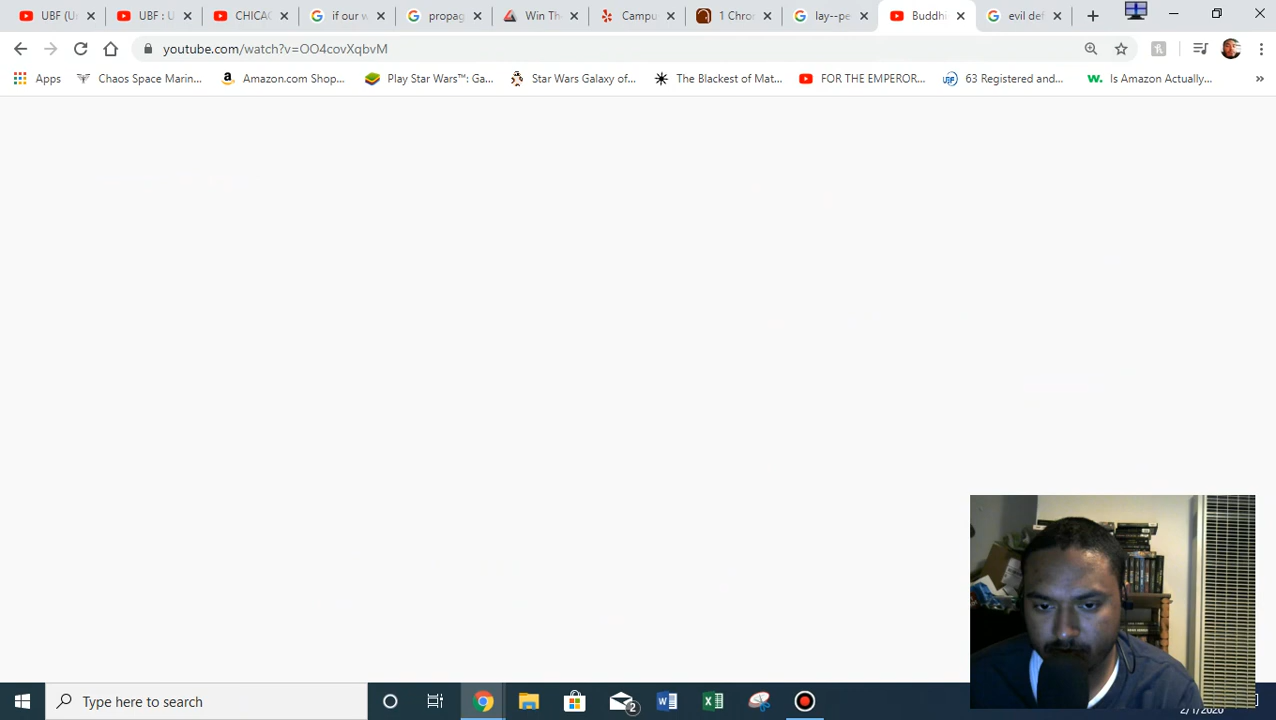 UBF (U
UBF : U
CHICA
if our w
propag
Win Th
Campu
1 Chror
lay--pe
Buddhi
evil def
youtube.com/watch?v=OO4covXqbvM
Apps
Chaos Space Marin...
Amazon.com Shop...
Play Star Wars™: Ga...
Star Wars Galaxy of...
The Blackest of Mat...
FOR THE EMPEROR...
63 Registered and...
Is Amazon Actually...
Type here to search
2
2/1/2020